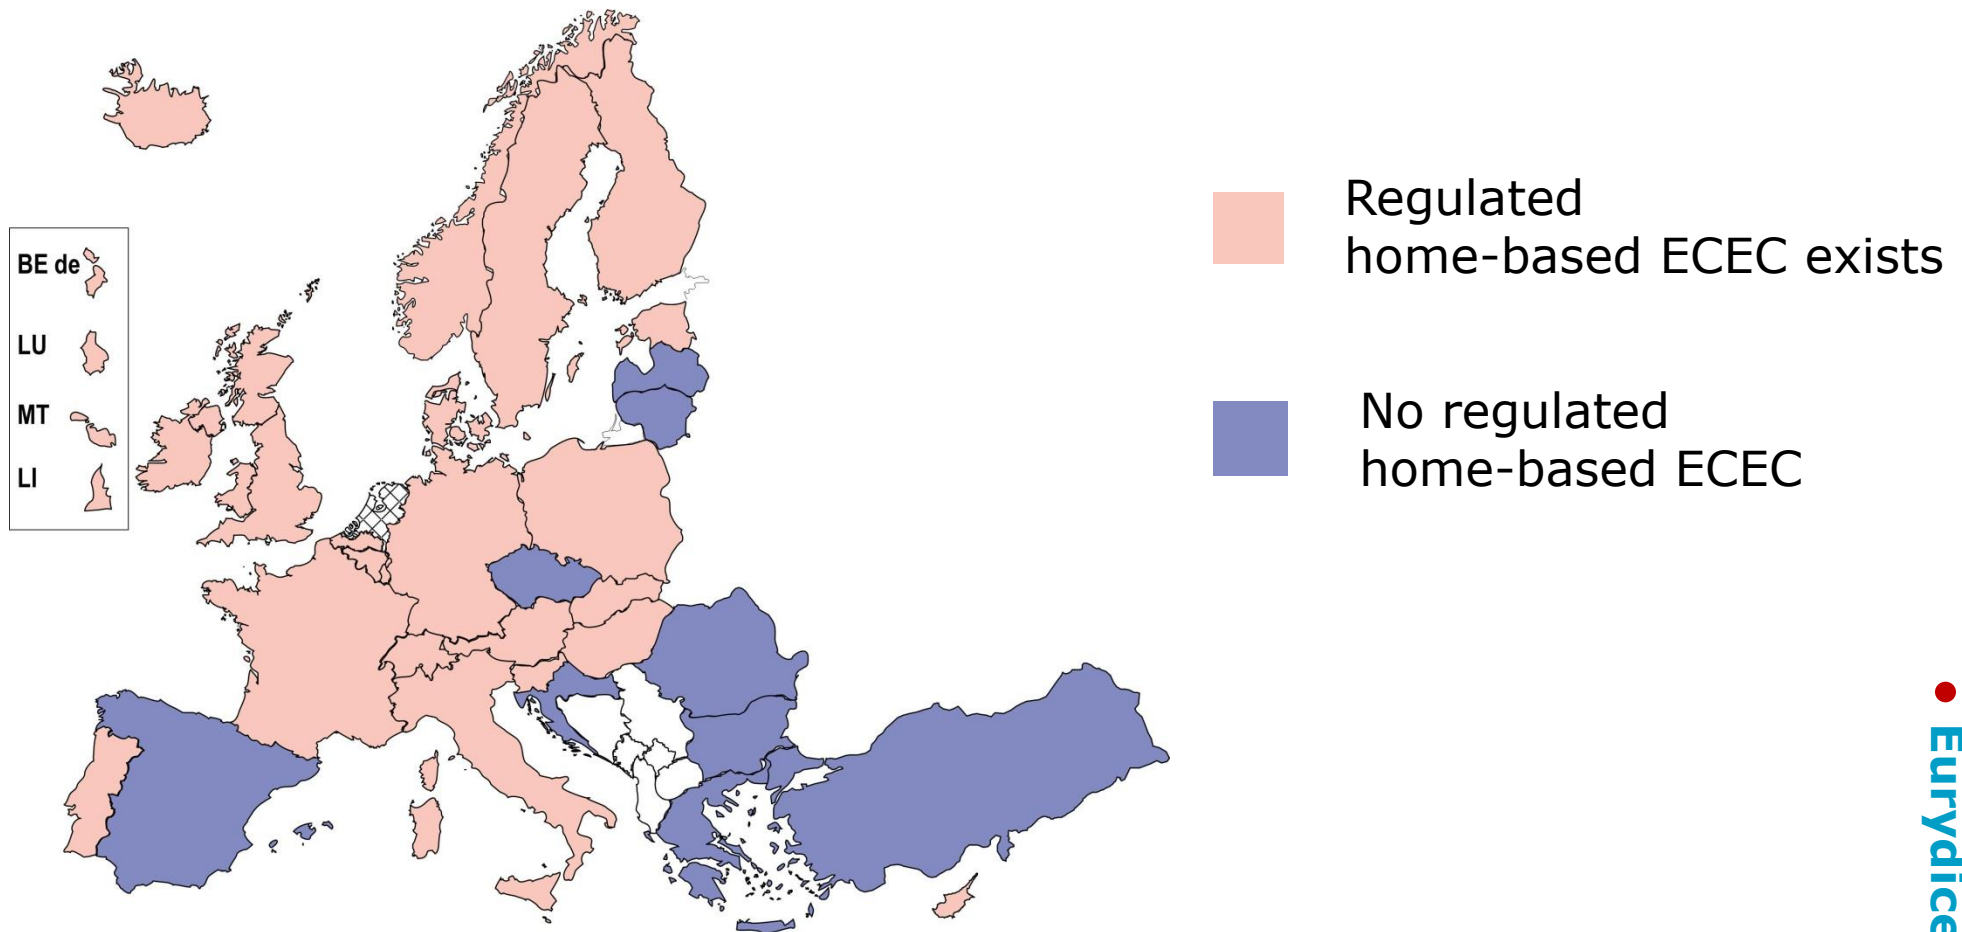 BE de
LU
MT
LI
Regulated
home-based ECEC exists
No regulated
home-based ECEC
• Eurydice